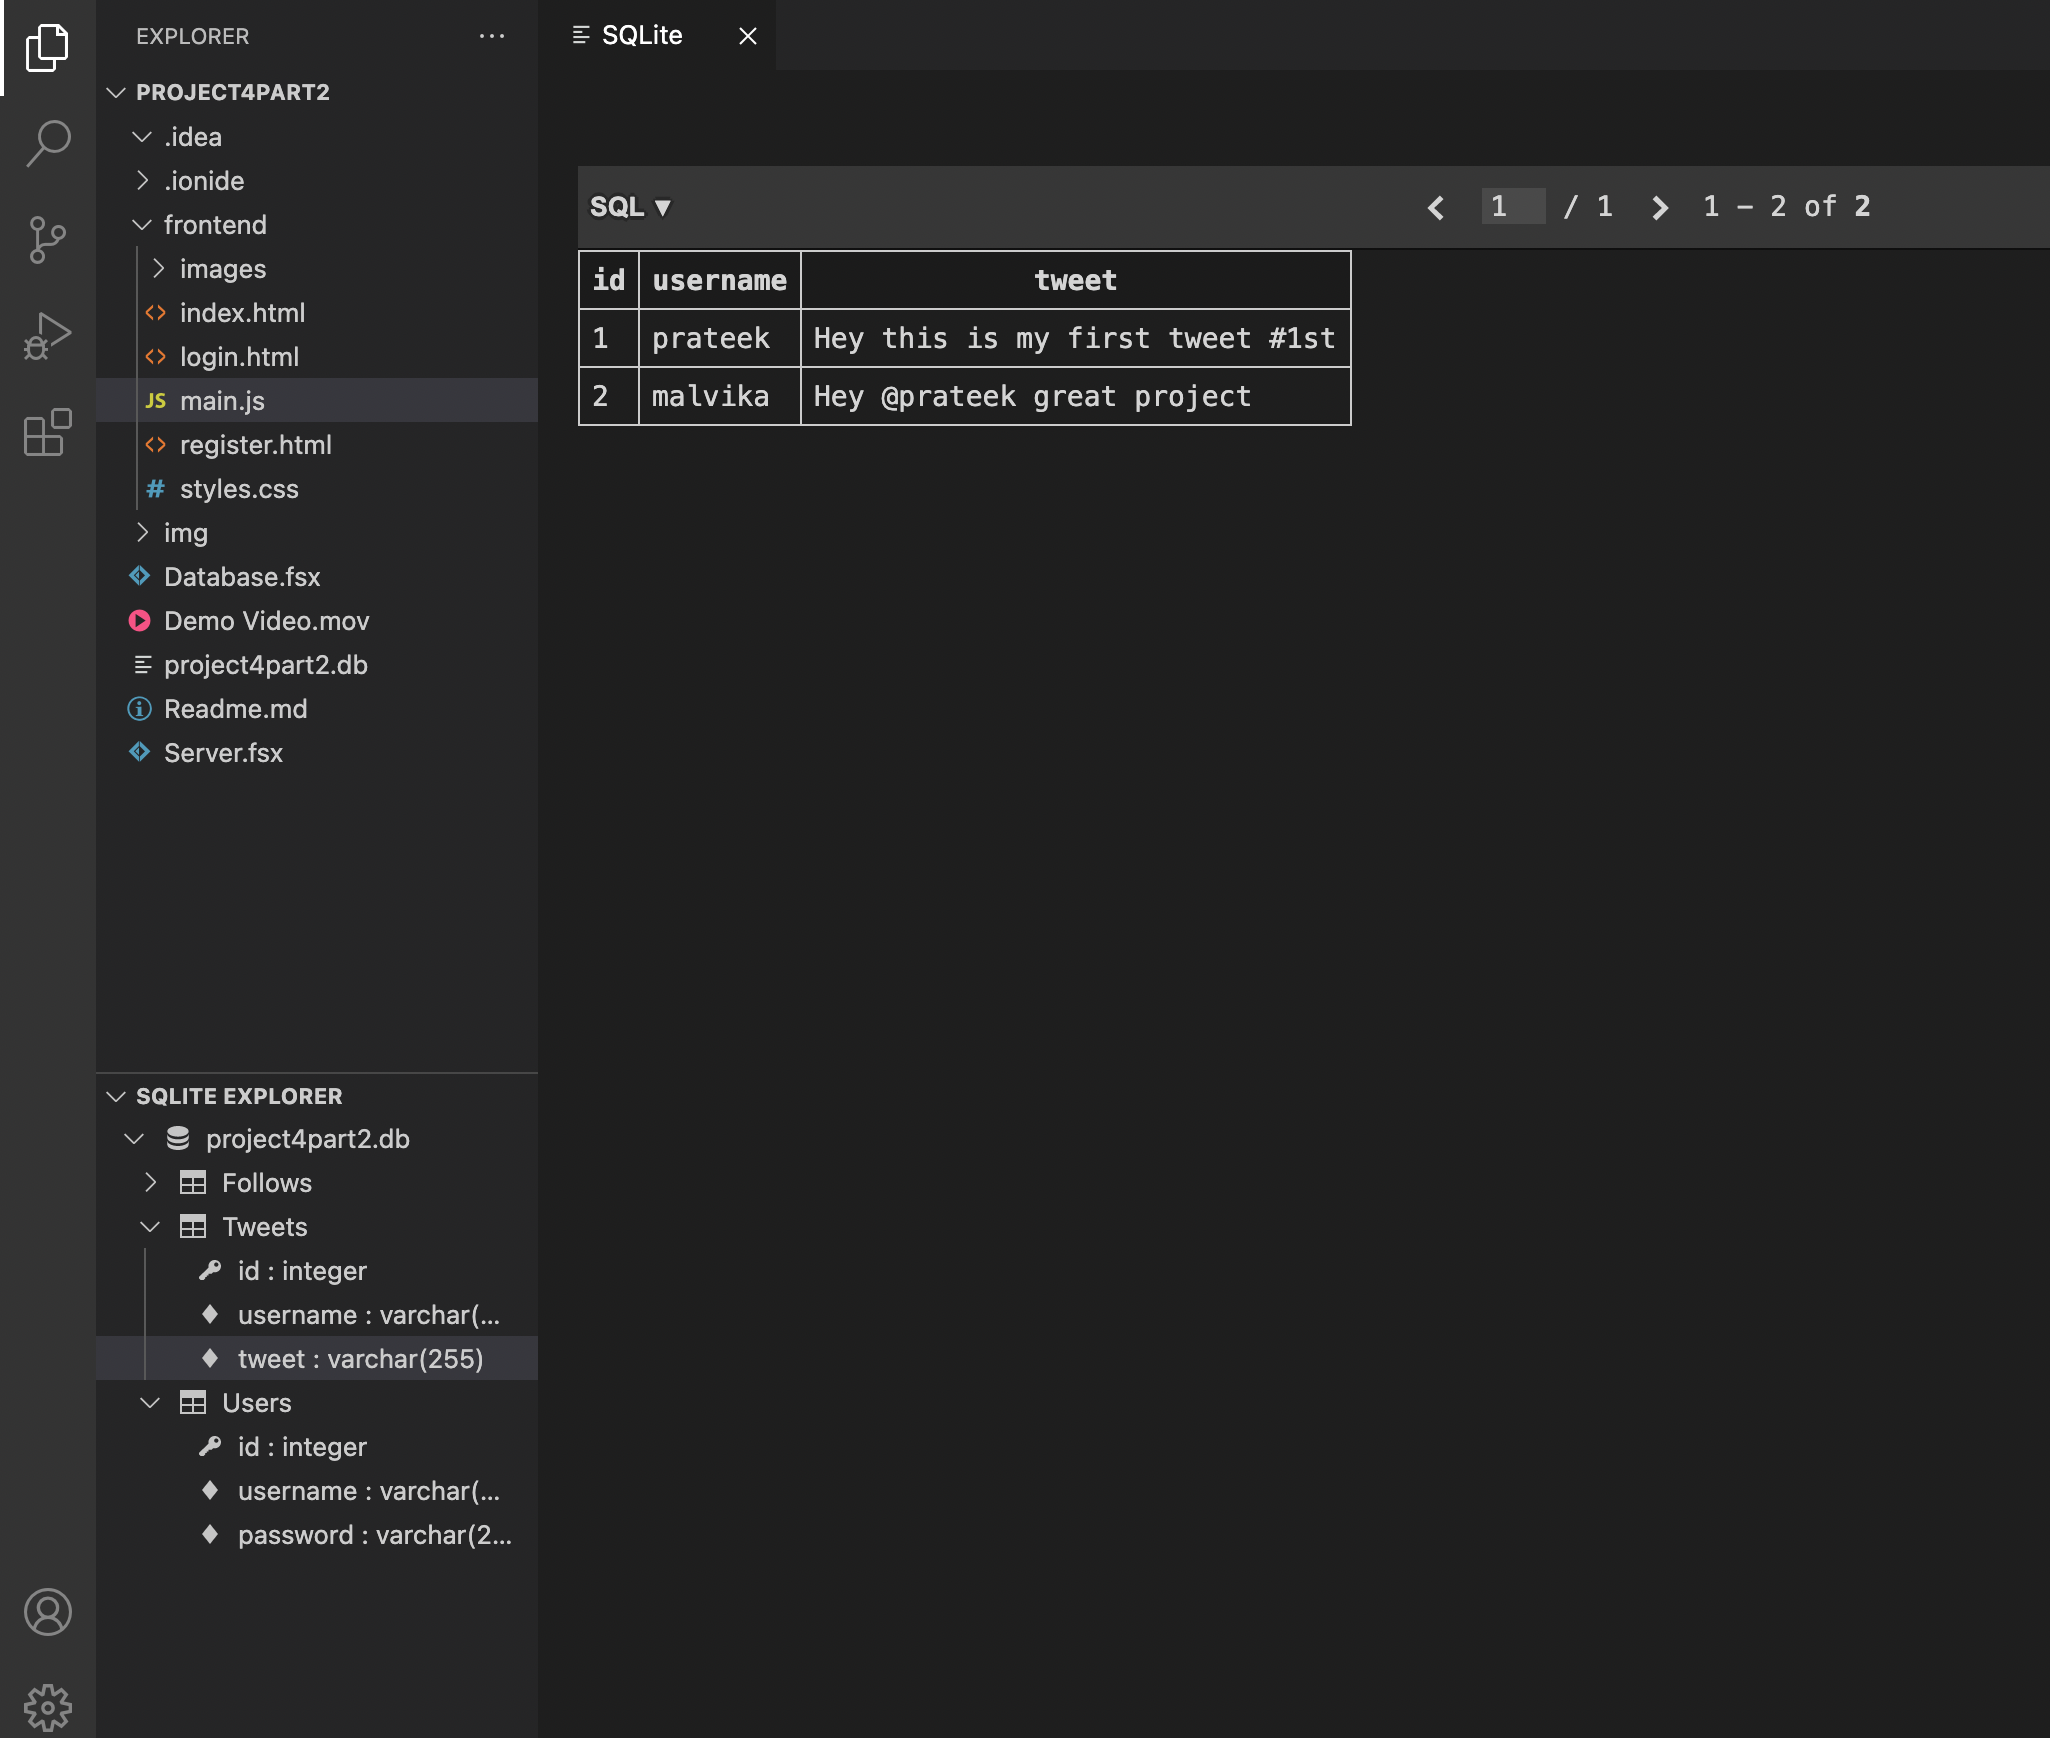 EXPLORER
PROJECT4PART2
.idea
.ionide
frontend
images
index.html
login.html
JS main.js
register.html
# styles.css
img
Database.fsx
Demo Video.mov
project4part2.db
Readme.md
Server.fsx
SQLITE EXPLORER
project4part2.db
Follows
Tweets
id : integer
username : varchar(...
tweet : varchar(255)
Users
id : integer
username : varchar(...
password : varchar(2...
SQLite
SQL ▼ 1 / 1 1 – 2 of 2
id username tweet
1 prateek Hey this is my first tweet #1st
2 malvika Hey @prateek great project